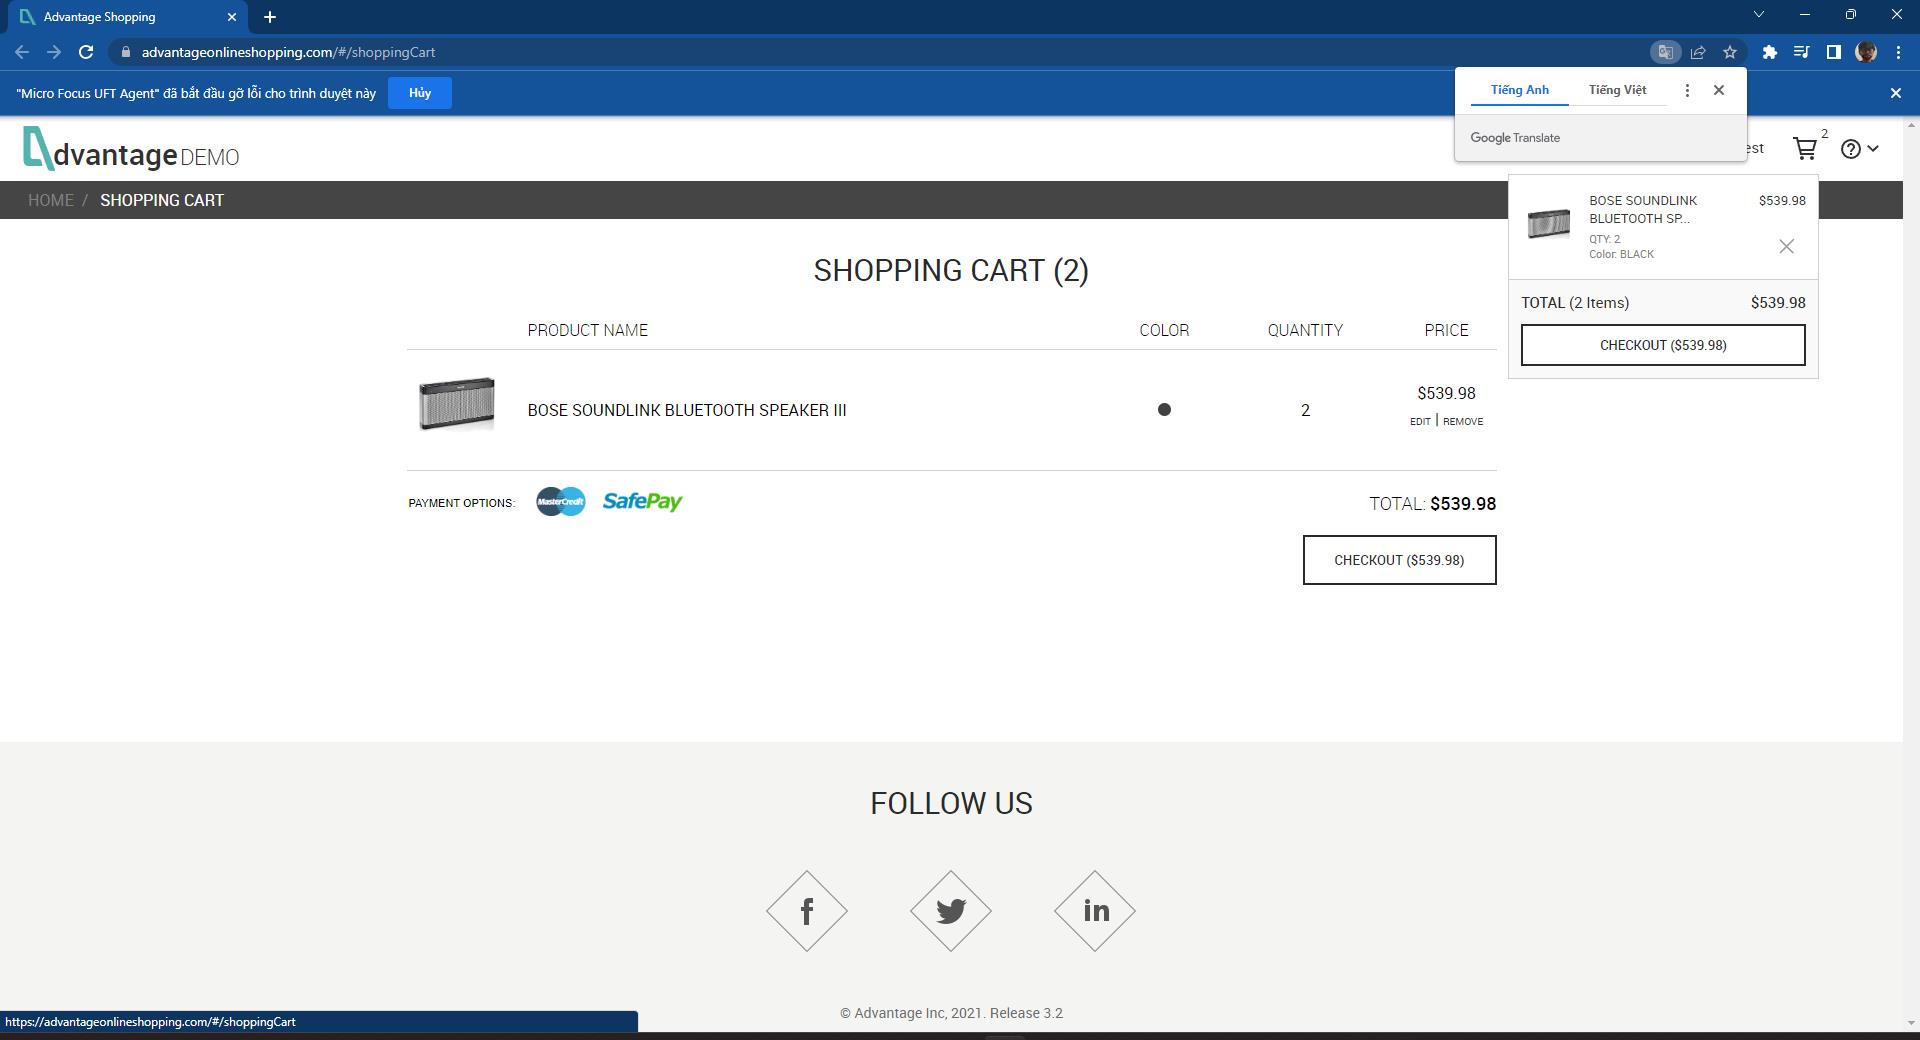 Advantage Shopping
advantageonlineshopping.com/#/shoppingCart
"Micro Focus UFT Agent" đã bắt đầu gỡ lỗi cho trình duyệt này
Hủy
Tiếng Anh
Tiếng Việt
Google Translate
dvantage DEMO
2
HOME / SHOPPING CART
BOSE SOUNDLINK
BLUETOOTH SP...
$539.98
QTY: 2
Color: BLACK
TOTAL (2 Items)
$539.98
CHECKOUT ($539.98)
SHOPPING CART (2)
PRODUCT NAME
COLOR
QUANTITY
PRICE
BOSE SOUNDLINK BLUETOOTH SPEAKER III
2
$539.98
EDIT | REMOVE
PAYMENT OPTIONS:
MasterCredit
SafePay
TOTAL: $539.98
CHECKOUT ($539.98)
FOLLOW US
f
in
© Advantage Inc, 2021. Release 3.2
https://advantageonlineshopping.com/#/shoppingCart